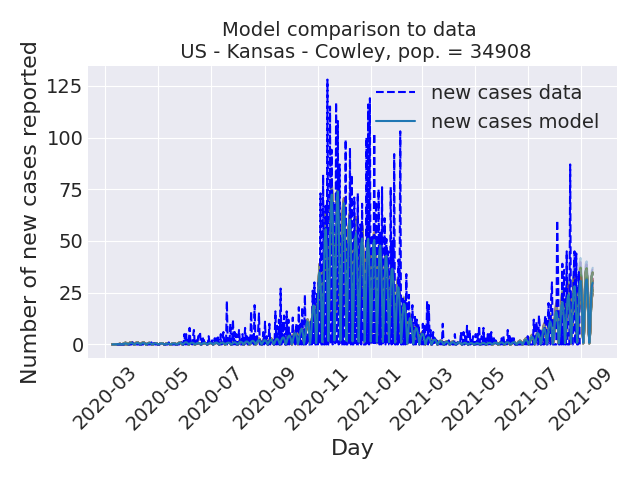 Model comparison to data
US - Kansas - Cowley, pop. = 34908
Number of new cases reported
125
100
75
50
25
0
new cases data
new cases model
2020-03
2020-05
2020-07
2020-09
2020-11
2021-01
2021-03
2021-05
2021-07
2021-09
Day